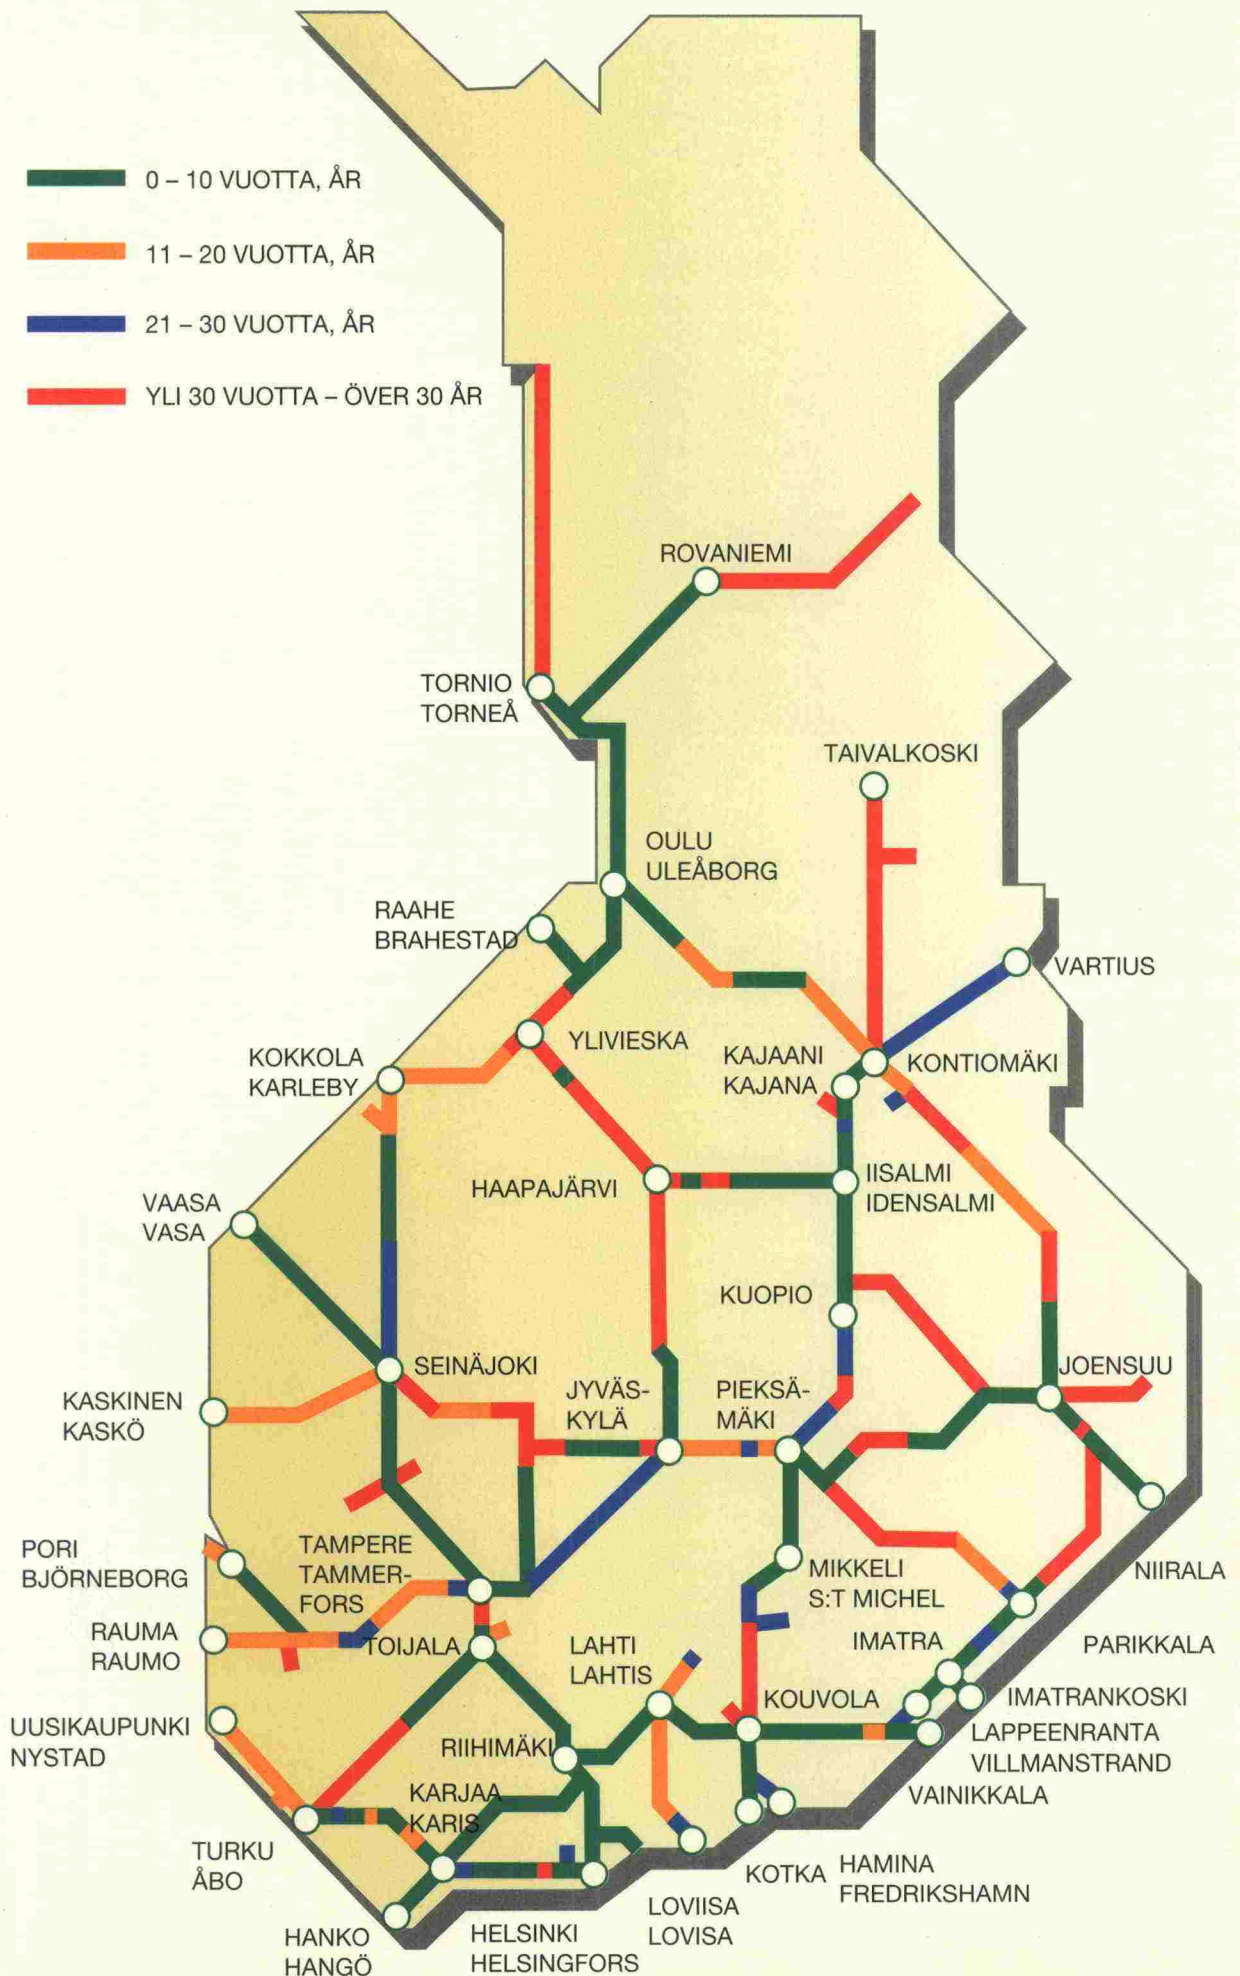 0 – 10 VUOTTA, ÅR
11 – 20 VUOTTA, ÅR
21 – 30 VUOTTA, ÅR
YLI 30 VUOTTA – ÖVER 30 ÅR
ROVANIEMI
TORNIO
TORNEÅ
TAIVALKOSKI
OULU
ULEÅBORG
RAAHE
BRAHESTAD
VARTIUS
YLIVIESKA
KOKKOLA
KARLEBY
KAJAANI
KAJANA
KONTIOMÄKI
HAAPAJÄRVI
IISALMI
IDENSALMI
VAASA
VASA
KUOPIO
SEINÄJOKI
JOENSUU
KASKINEN
KASKÖ
JYVÄS-
KYLÄ
PIEKSÄ-
MÄKI
PORI
BJÖRNEBORG
TAMPERE
TAMMER-
FORS
MIKKELI
S:T MICHEL
NIIRALA
RAUMA
RAUMO
TOIJALA
LAHTI
LAHTIS
IMATRA
PARIKKALA
UUSIKAUPUNKI
NYSTAD
RIIHIMÄKI
KOUVOLA
IMATRANKOSKI
LAPPEENRANTA
VILLMANSTRAND
KARJAA
KARIS
VAINIKKALA
TURKU
ÅBO
KOTKA
HAMINA
FREDRIKSHAMN
LOVIISA
LOVISA
HANKO
HANGÖ
HELSINKI
HELSINGFORS